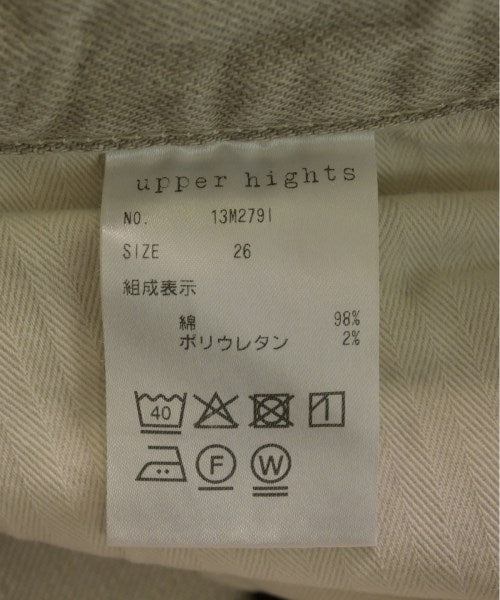 upper hights
NO. 13M279I
SIZE 26
組成表示
綿 98%
ポリウレタン 2%
40
F W